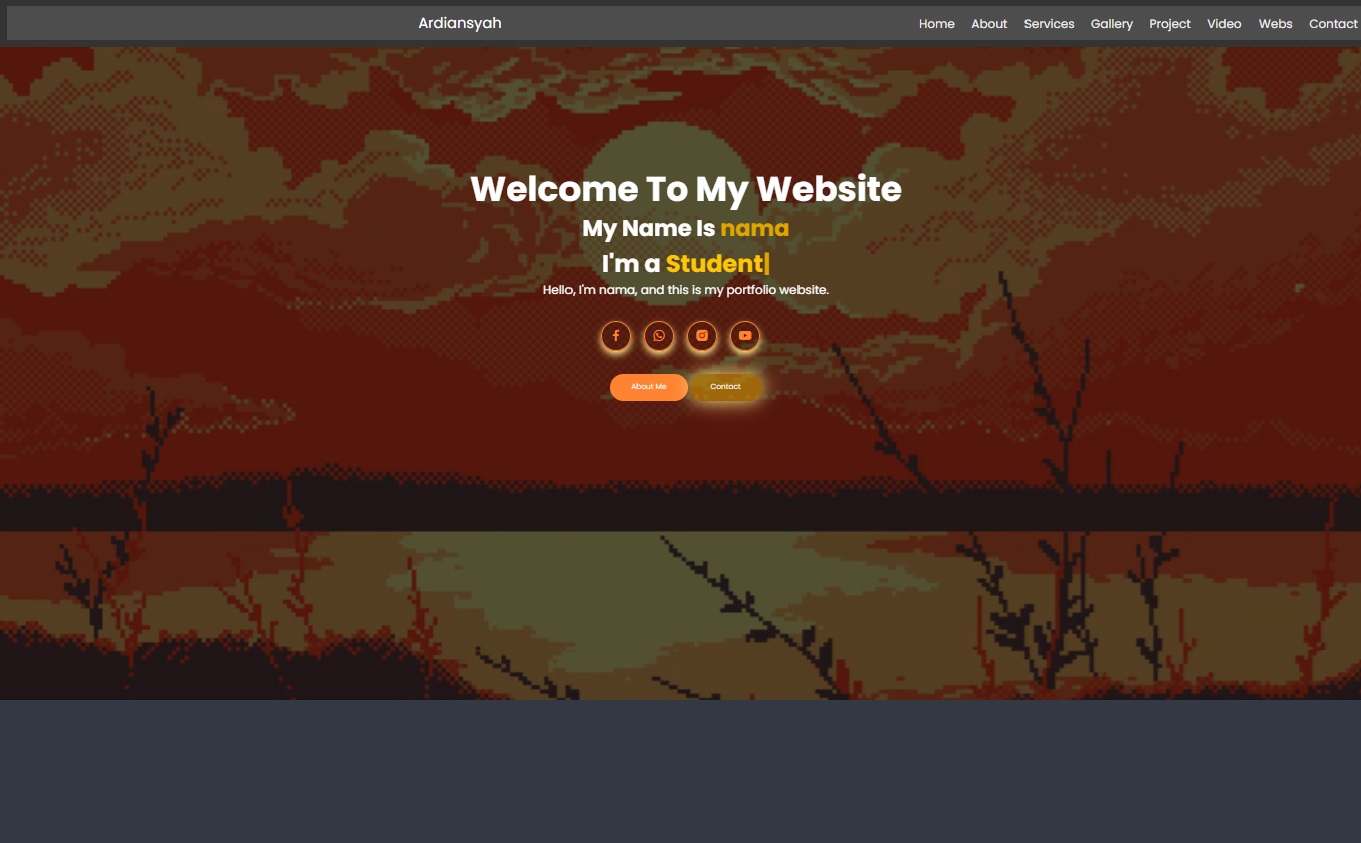 Ardiansyah
Home About Services Gallery Project Video Webs Contact
Welcome To My Website
My Name Is nama
I'm a Student|
Hello, I'm nama, and this is my portfolio website.
About Me Contact